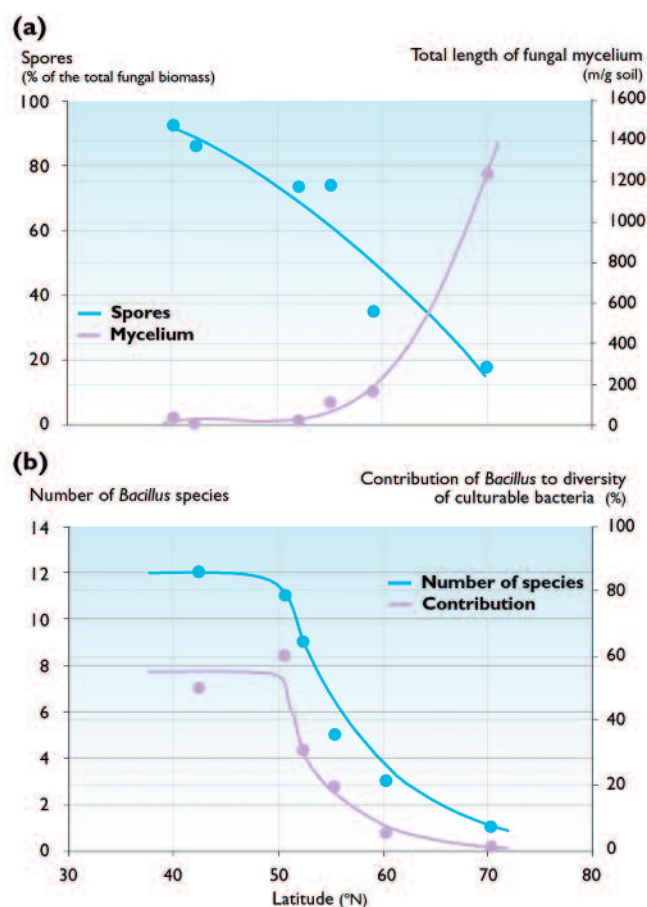 (a)
Spores
(% of the total fungal biomass)
Total length of fungal mycelium
(m/g soil)
100
80
60
40
20
0
1600
1400
1200
1000
800
600
400
200
0
Spores
Mycelium
(b)
Number of Bacillus species
Contribution of Bacillus to diversity
of culturable bacteria (%)
14
12
10
8
6
4
2
0
100
80
60
40
20
0
Number of species
Contribution
30
40
50
60
70
80
Latitude (°N)